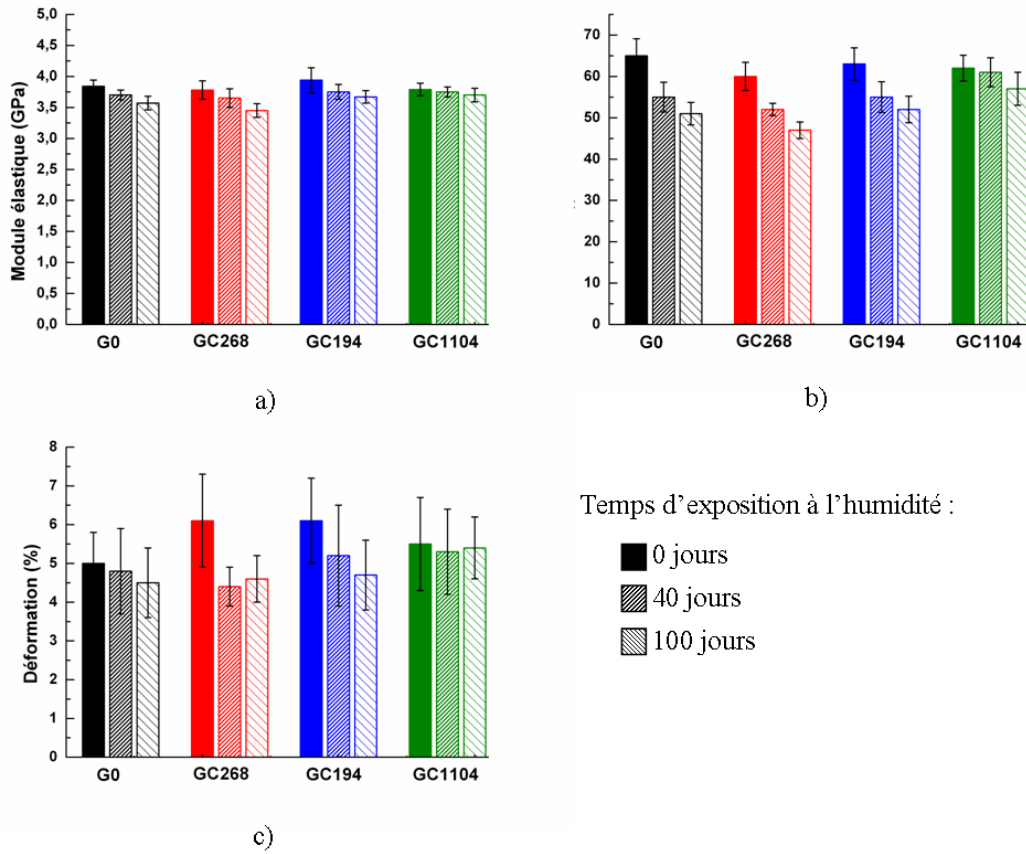 Module élastique (GPa)
5,0
4,5
4,0
3,5
3,0
2,5
2,0
1,5
1,0
0,5
0,0
G0 GC268 GC194 GC1104
a)
70
60
50
40
30
20
10
0
G0 GC268 GC194 GC1104
b)
Déformation (%)
8
7
6
5
4
3
2
1
0
G0 GC268 GC194 GC1104
c)
Temps d’exposition à l’humidité :
0 jours
40 jours
100 jours